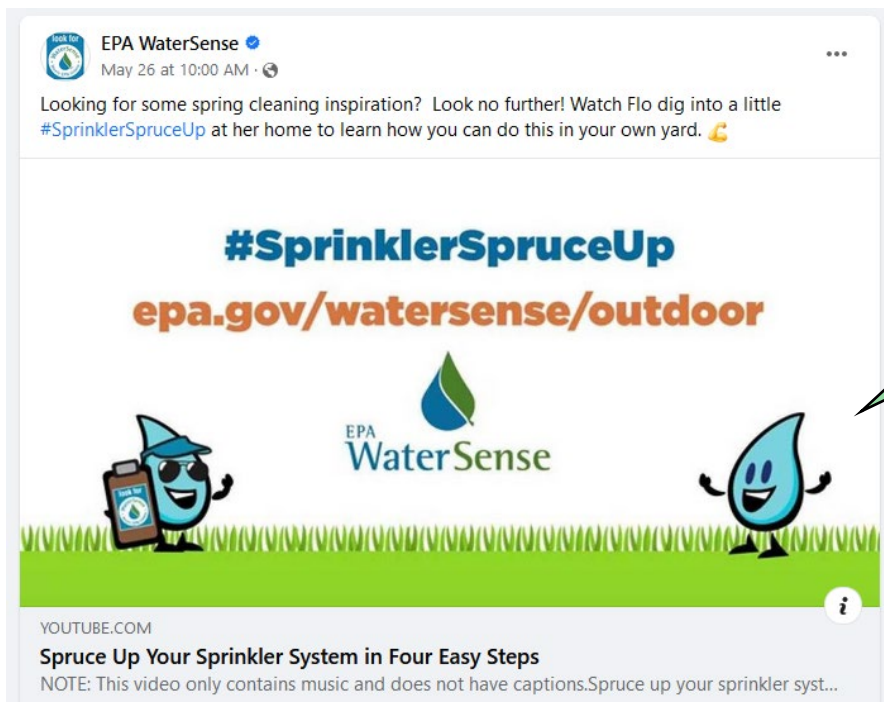 EPA WaterSense
May 26 at 10:00 AM ·
Looking for some spring cleaning inspiration?  Look no further! Watch Flo dig into a little
#SprinklerSpruceUp at her home to learn how you can do this in your own yard. 💪
#SprinklerSpruceUp
epa.gov/watersense/outdoor
EPA
WaterSense
look for
YOUTUBE.COM
Spruce Up Your Sprinkler System in Four Easy Steps
NOTE: This video only contains music and does not have captions.Spruce up your sprinkler syst...